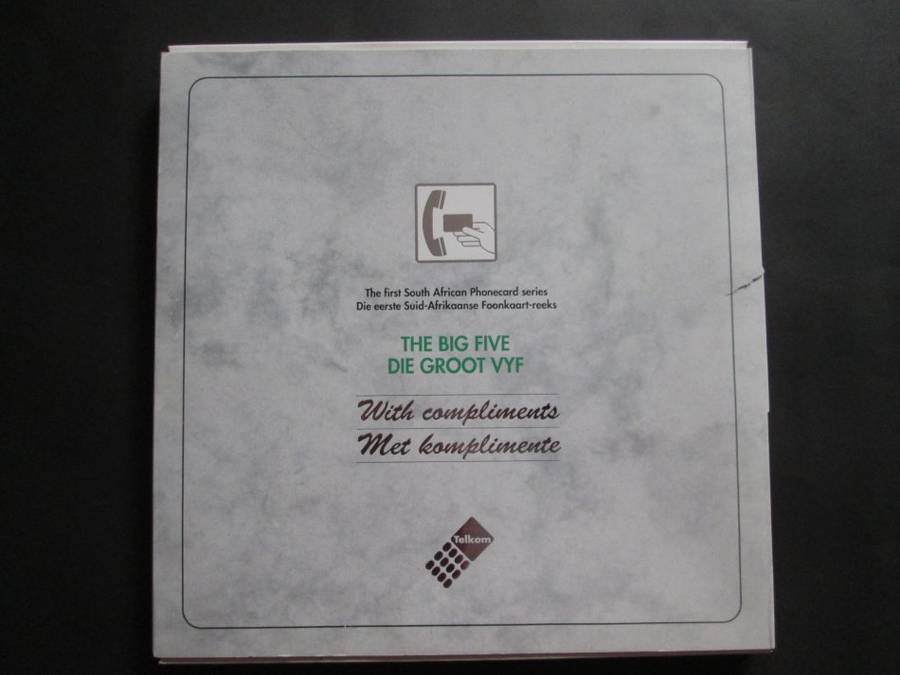 The first South African Phonecard series
Die eerste Suid-Afrikaanse Foonkaart-reeks
THE BIG FIVE
DIE GROOT VYF
With compliments
Met komplimente
Telkom